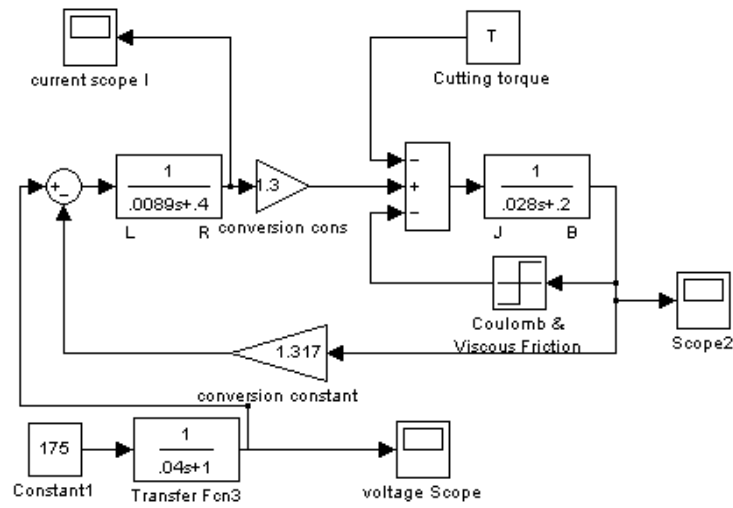 current scope I
T
Cutting torque
+
−
1
.0089s+.4
L R
1.3
conversion cons
−
+
−
1
.028s+.2
J B
Coulomb &
Viscous Friction
Scope2
1.317
conversion constant
175
Constant1
1
.04s+1
Transfer Fcn3
voltage Scope